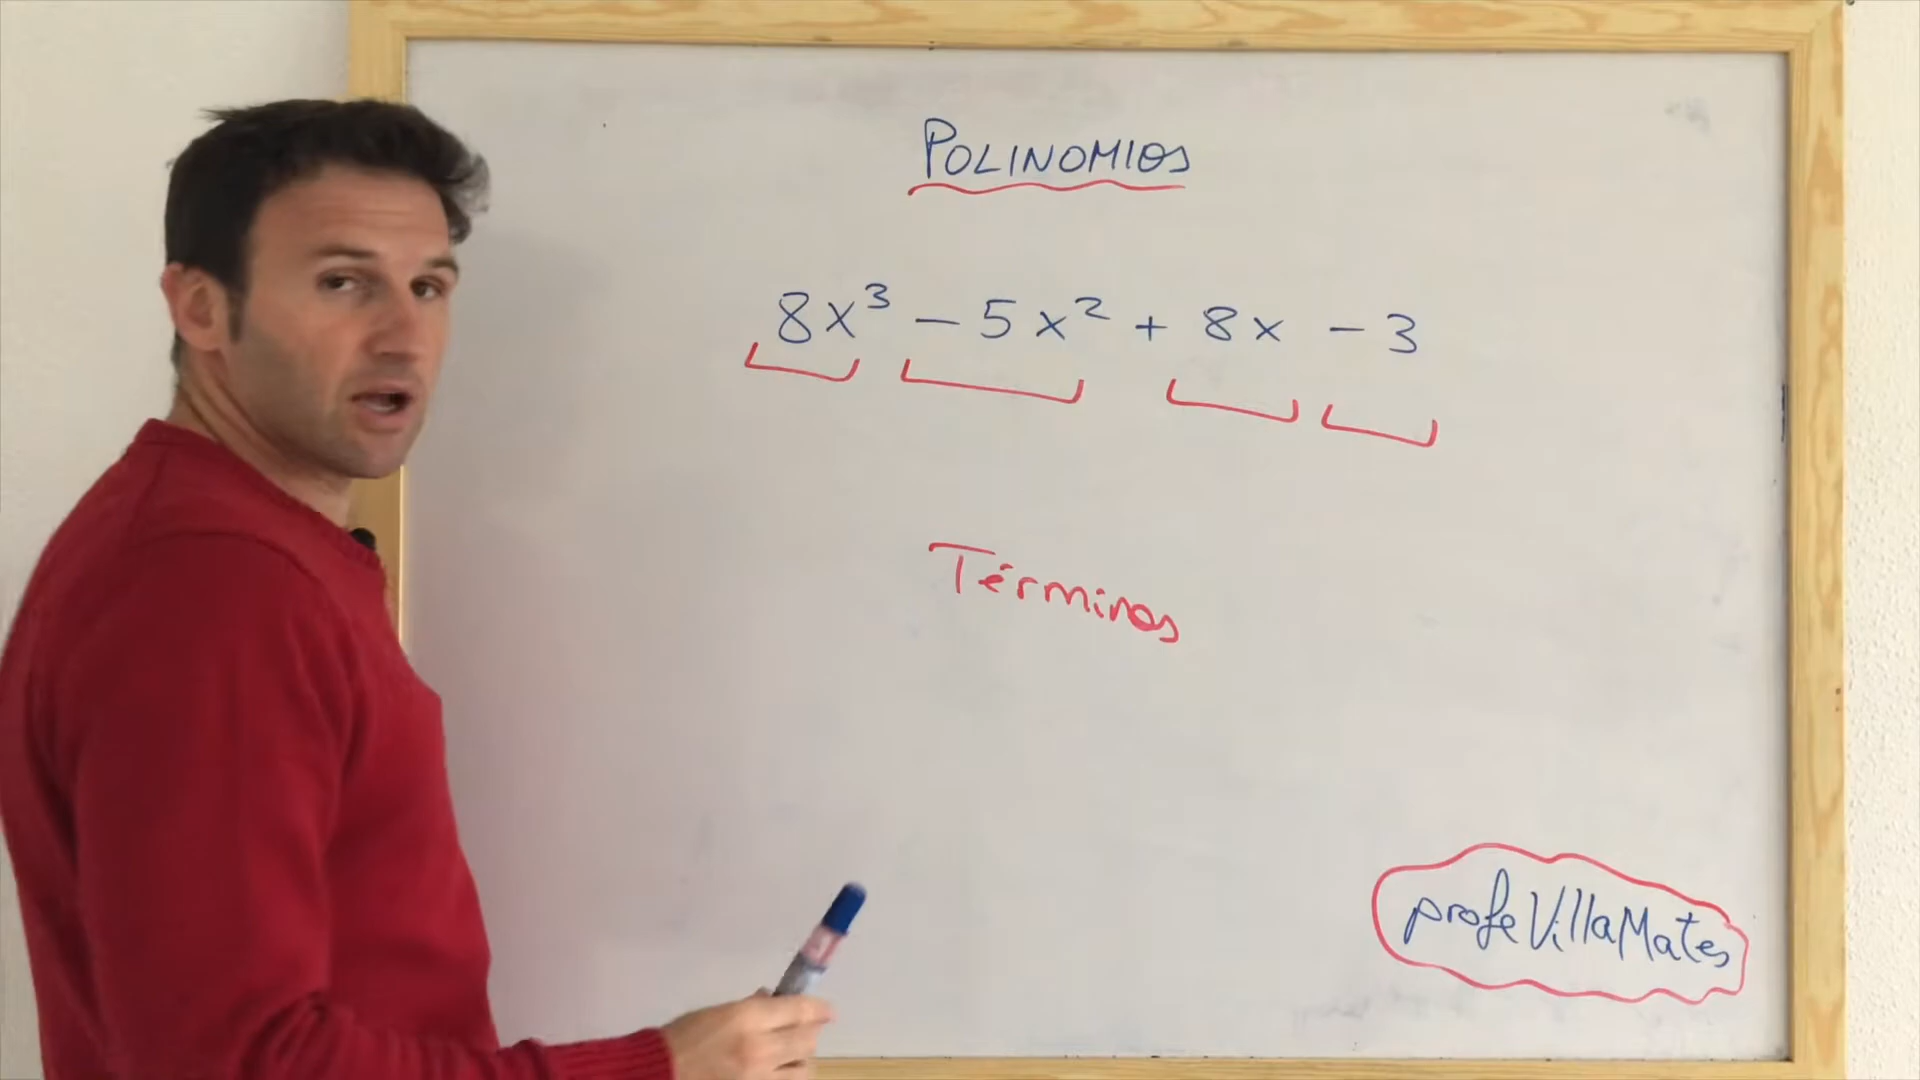 POLINOMIOS
8x³ - 5x² + 8x - 3
Términos
profeVillaMates